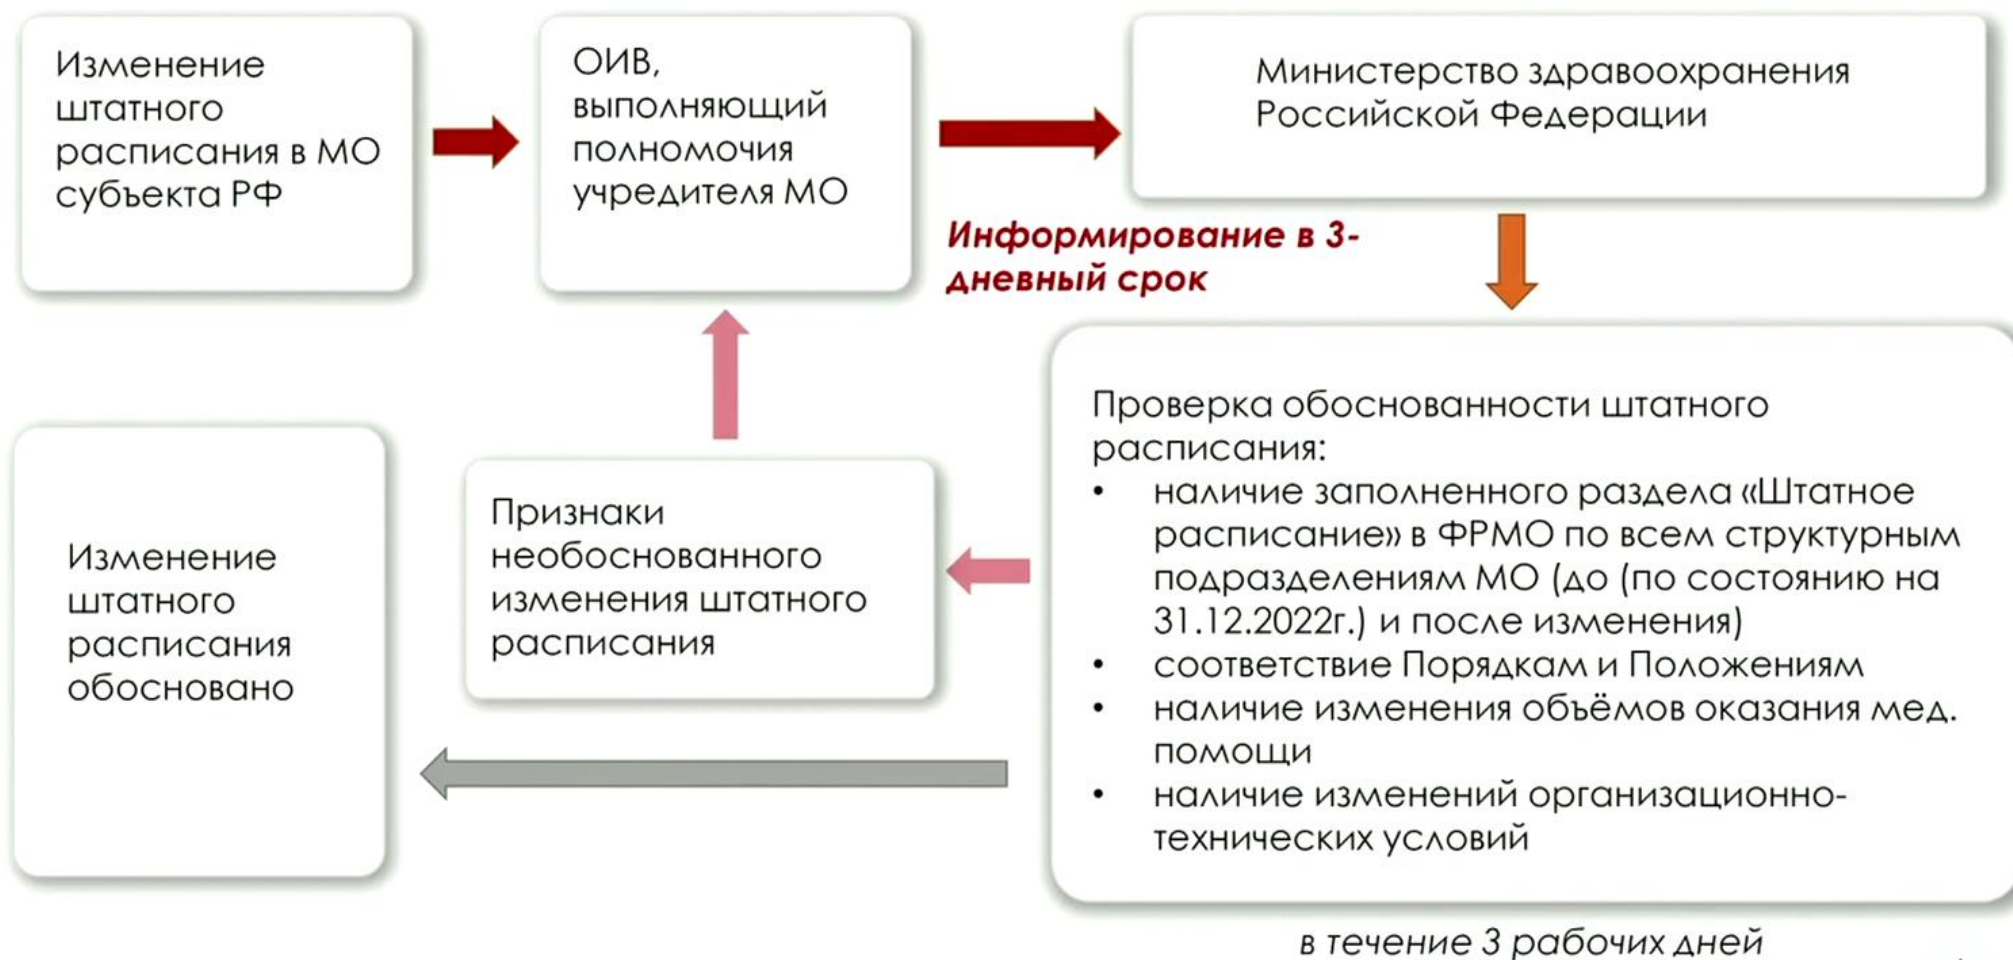 Изменение
штатного
расписания в МО
субъекта РФ
ОИВ,
выполняющий
полномочия
учредителя МО
Министерство здравоохранения
Российской Федерации
Информирование в 3-
дневный срок
Проверка обоснованности штатного
расписания:
• наличие заполненного раздела «Штатное
расписание» в ФРМО по всем структурным
подразделениям МО (до (по состоянию на
31.12.2022г.) и после изменения)
• соответствие Порядкам и Положениям
• наличие изменения объёмов оказания мед.
помощи
• наличие изменений организационно-
технических условий
в течение 3 рабочих дней
Признаки
необоснованного
изменения штатного
расписания
Изменение
штатного
расписания
обосновано